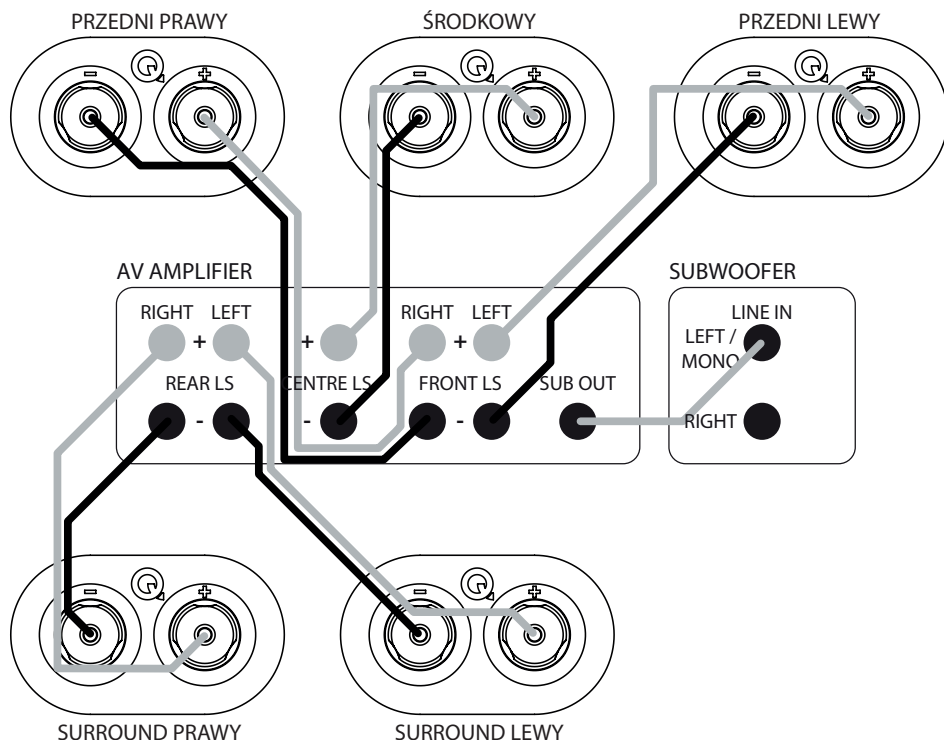 PRZEDNI PRAWY
ŚRODKOWY
PRZEDNI LEWY
- +
- +
- +
AV AMPLIFIER
SUBWOOFER
RIGHT LEFT
RIGHT LEFT
LINE IN
+
+
+
LEFT /
MONO
REAR LS
CENTRE LS
FRONT LS
SUB OUT
-
-
-
RIGHT
- +
- +
SURROUND PRAWY
SURROUND LEWY